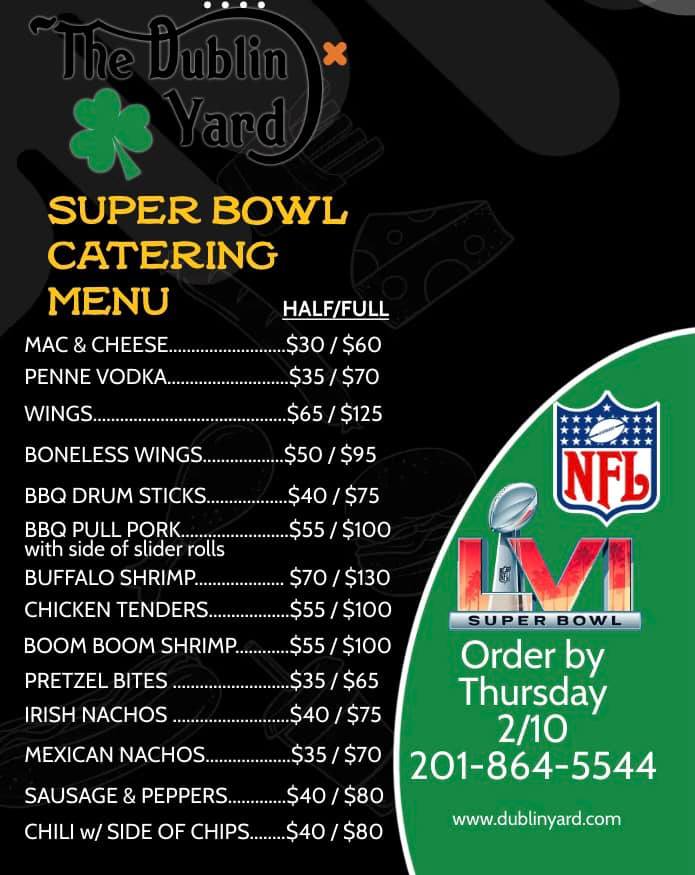 The Dublin
Yard
SUPER BOWL
CATERING
MENU
HALF/FULL
MAC & CHEESE..........................$30 / $60
PENNE VODKA...........................$35 / $70
WINGS...........................................$65 / $125
BONELESS WINGS..................$50 / $95
BBQ DRUM STICKS..................$40 / $75
BBQ PULL PORK........................$55 / $100
with side of slider rolls
BUFFALO SHRIMP.................... $70 / $130
CHICKEN TENDERS..................$55 / $100
BOOM BOOM SHRIMP............$55 / $100
PRETZEL BITES ..........................$35 / $65
IRISH NACHOS ..........................$40 / $75
MEXICAN NACHOS...................$35 / $70
SAUSAGE & PEPPERS.............$40 / $80
CHILI w/ SIDE OF CHIPS........$40 / $80
NFL
LVI
SUPER BOWL
Order by
Thursday
2/10
201-864-5544
www.dublinyard.com